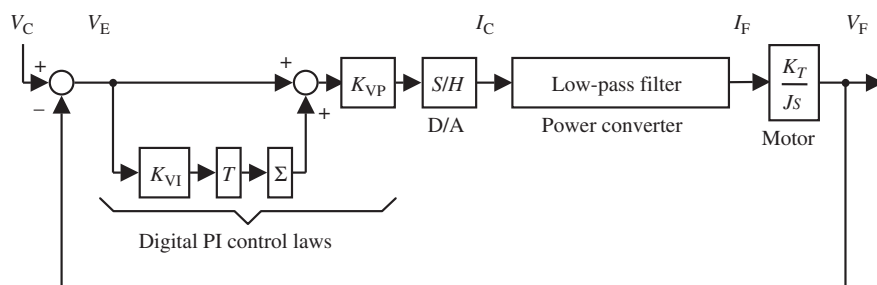 V_C V_E I_C I_F V_F
+ + K_VP S/H Low-pass filter K_T
− + D/A Power converter Js
Motor
K_VI T Σ
Digital PI control laws